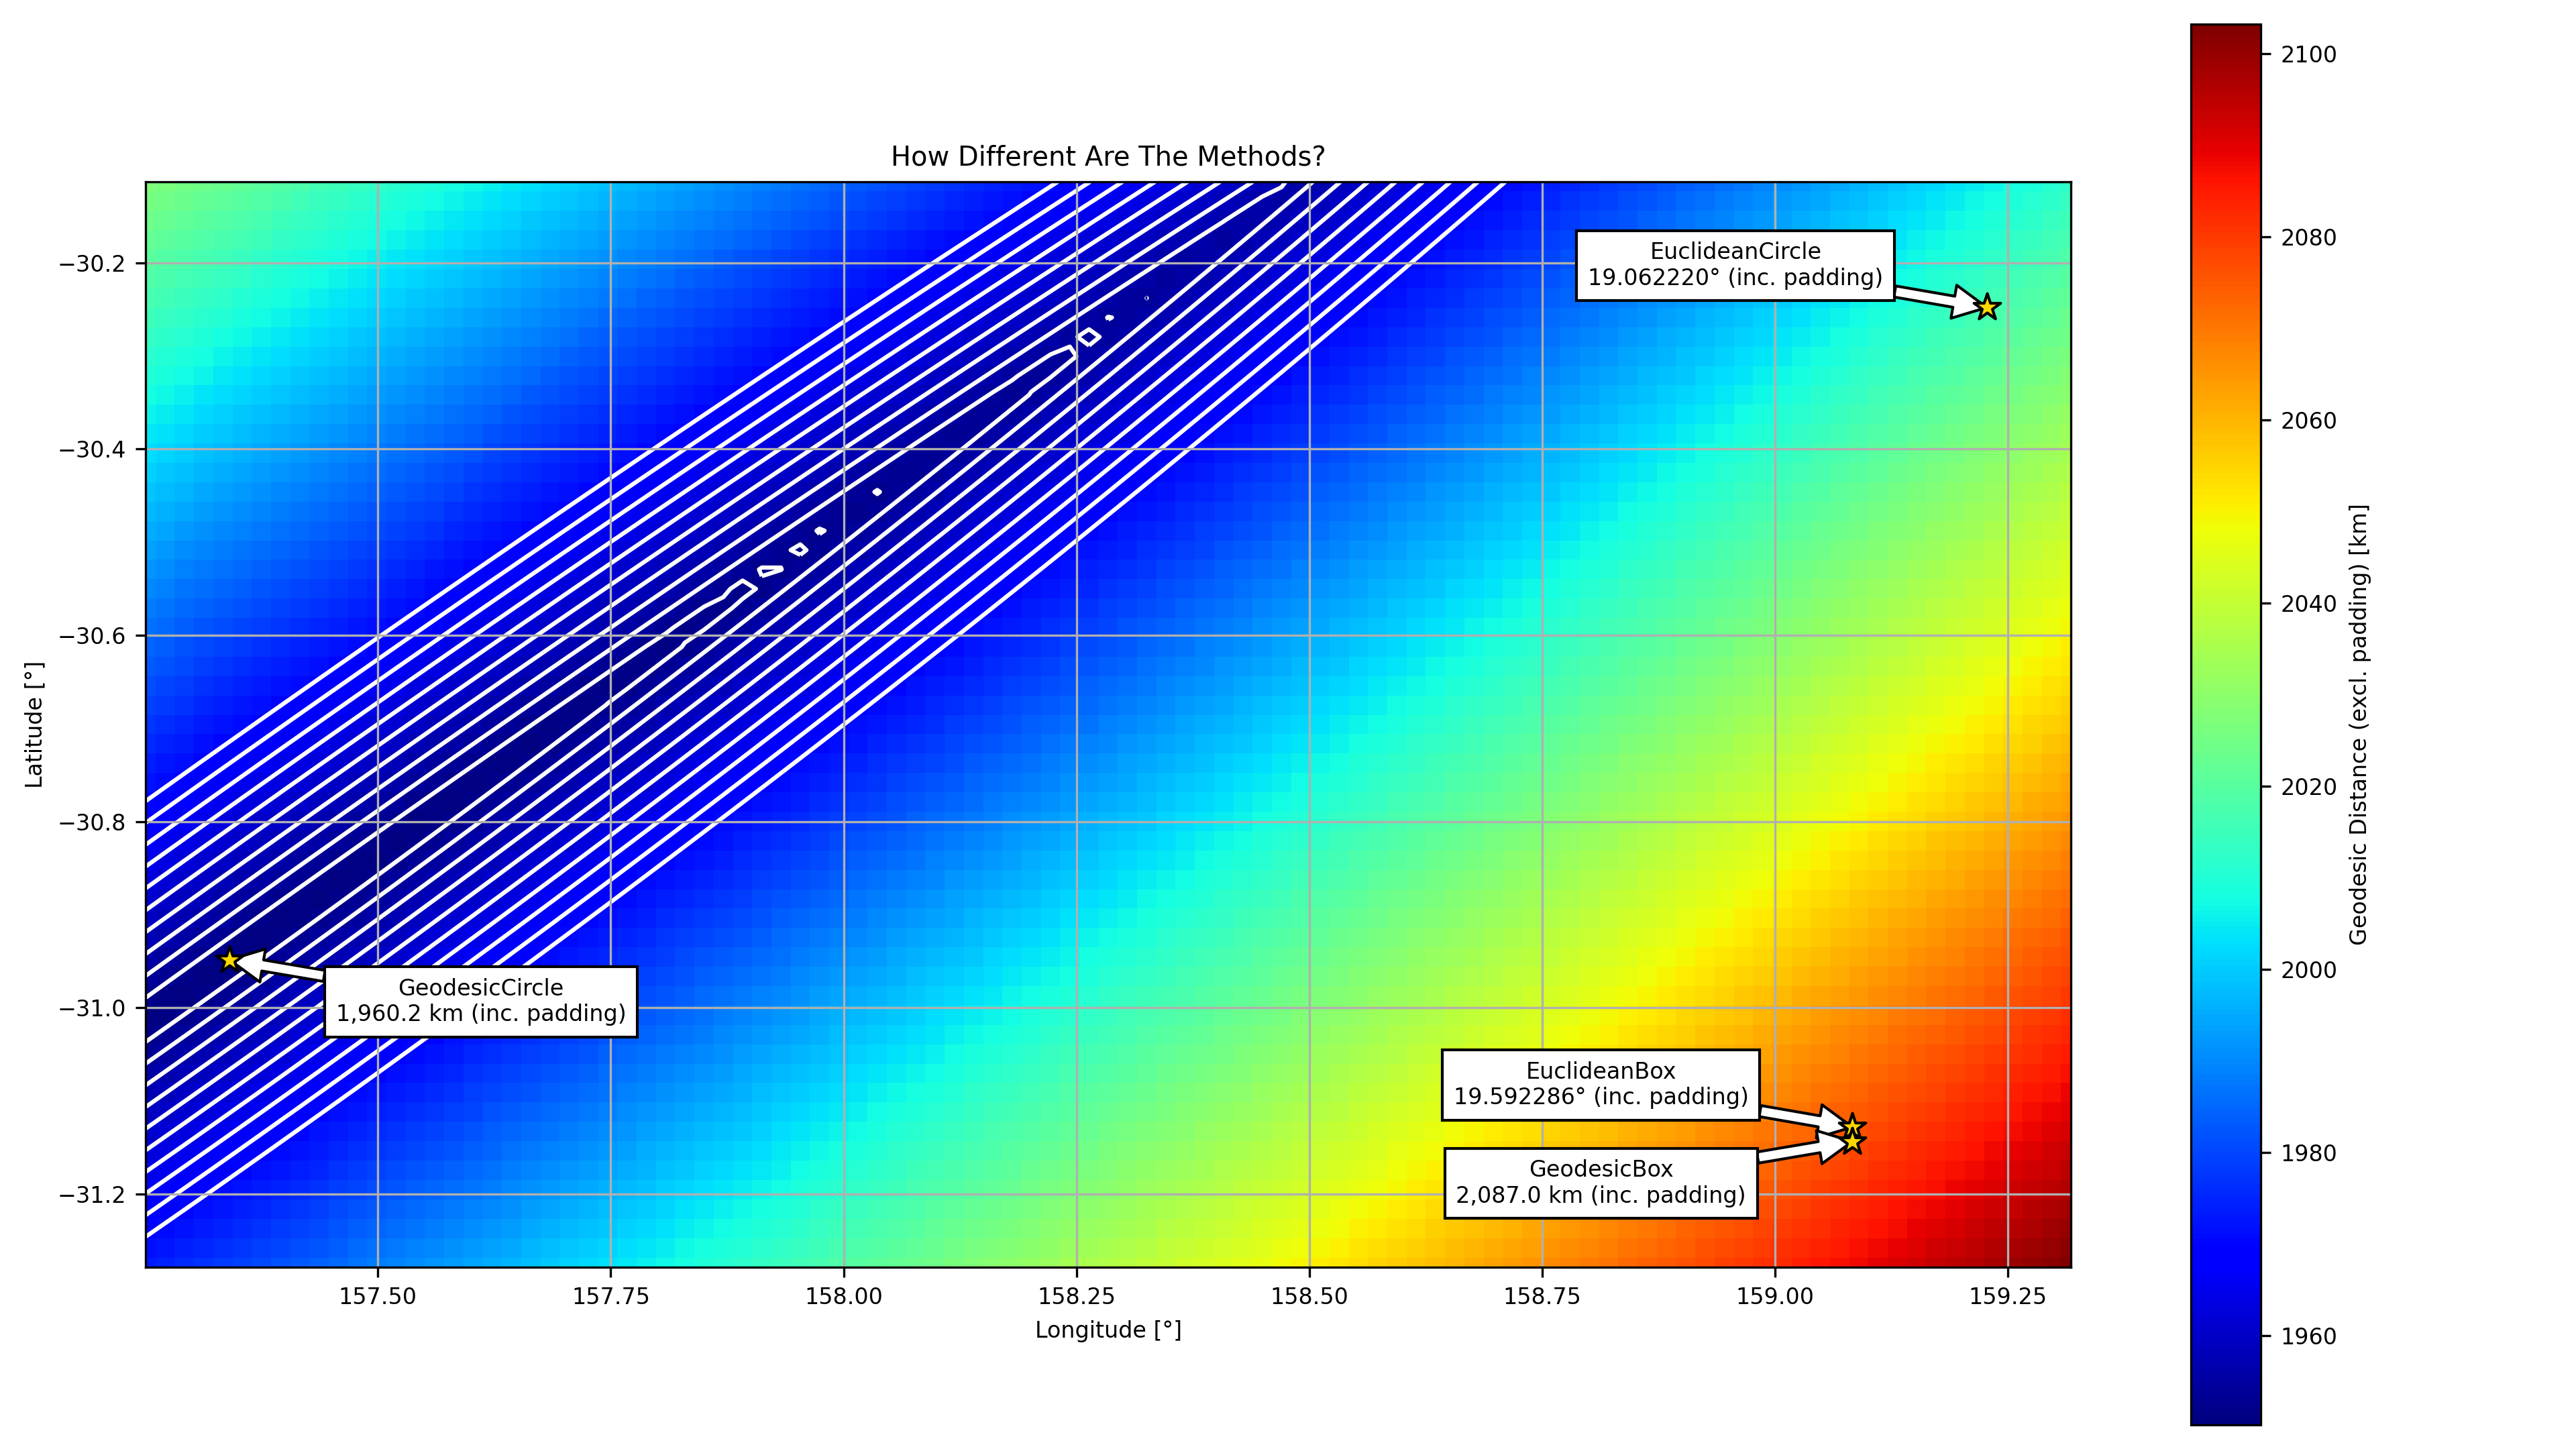 How Different Are The Methods?
EuclideanCircle
19.062220° (inc. padding)
GeodesicCircle
1,960.2 km (inc. padding)
EuclideanBox
19.592286° (inc. padding)
GeodesicBox
2,087.0 km (inc. padding)
Latitude [°]
−30.2
−30.4
−30.6
−30.8
−31.0
−31.2
157.50
157.75
158.00
158.25
158.50
158.75
159.00
159.25
Longitude [°]
2100
2080
2060
2040
2020
2000
1980
1960
Geodesic Distance (excl. padding) [km]